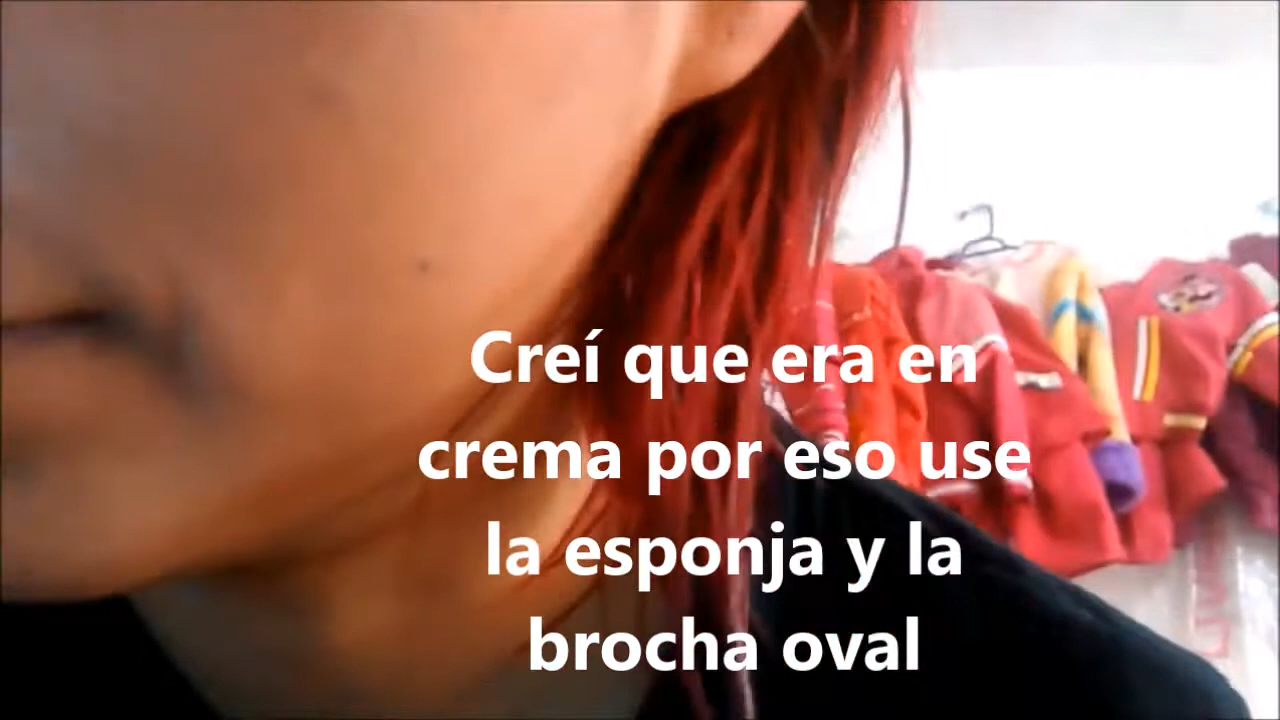 Creí que era en
crema por eso use
la esponja y la
brocha oval